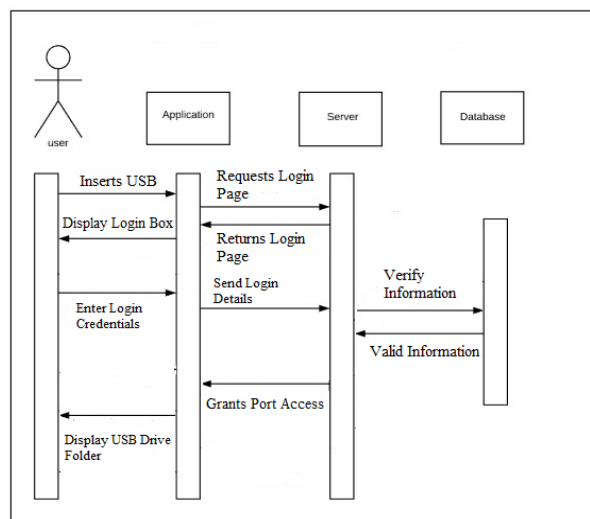 user
Application
Server
Database
Inserts USB
Requests Login
Page
Display Login Box
Returns Login
Page
Enter Login
Credentials
Send Login
Details
Verify
Information
Valid Information
Grants Port Access
Display USB Drive
Folder